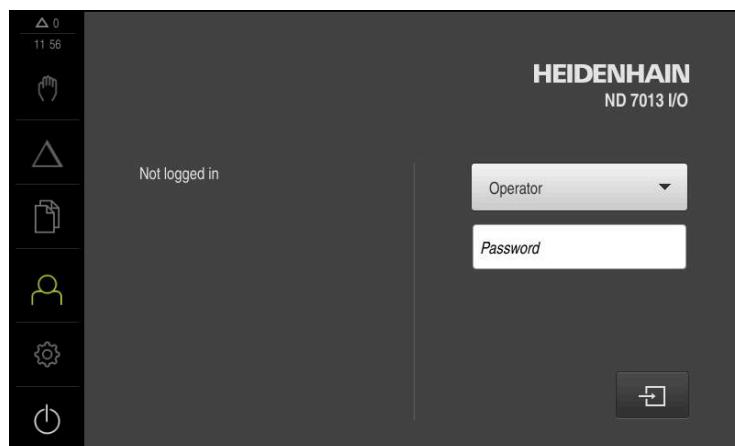 0
11 56
HEIDENHAIN
ND 7013 I/O
Not logged in
Operator
Password